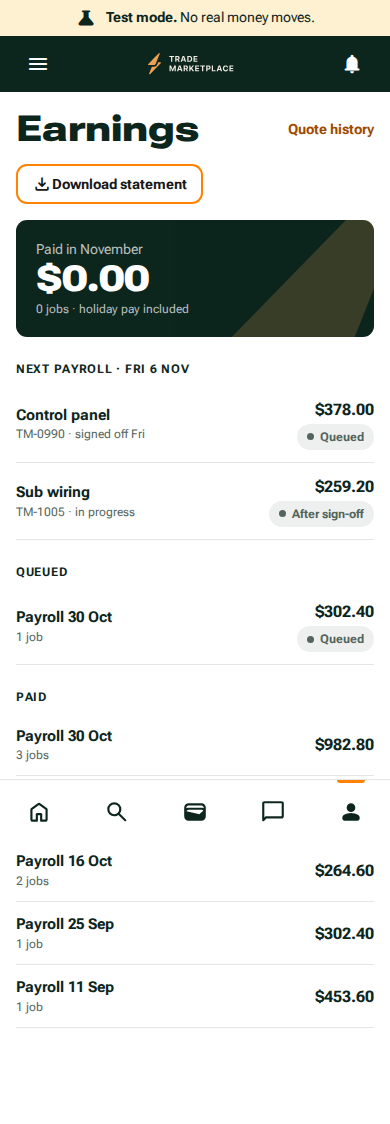 Test mode. No real money moves.
TRADE
MARKETPLACE
Earnings
Quote history
Download statement
Paid in November
$0.00
0 jobs · holiday pay included
NEXT PAYROLL · FRI 6 NOV
Control panel
$378.00
TM-0990 · signed off Fri
Queued
Sub wiring
$259.20
TM-1005 · in progress
After sign-off
QUEUED
Payroll 30 Oct
$302.40
1 job
Queued
PAID
Payroll 30 Oct
$982.80
3 jobs
Payroll 16 Oct
$264.60
2 jobs
Payroll 25 Sep
$302.40
1 job
Payroll 11 Sep
$453.60
1 job